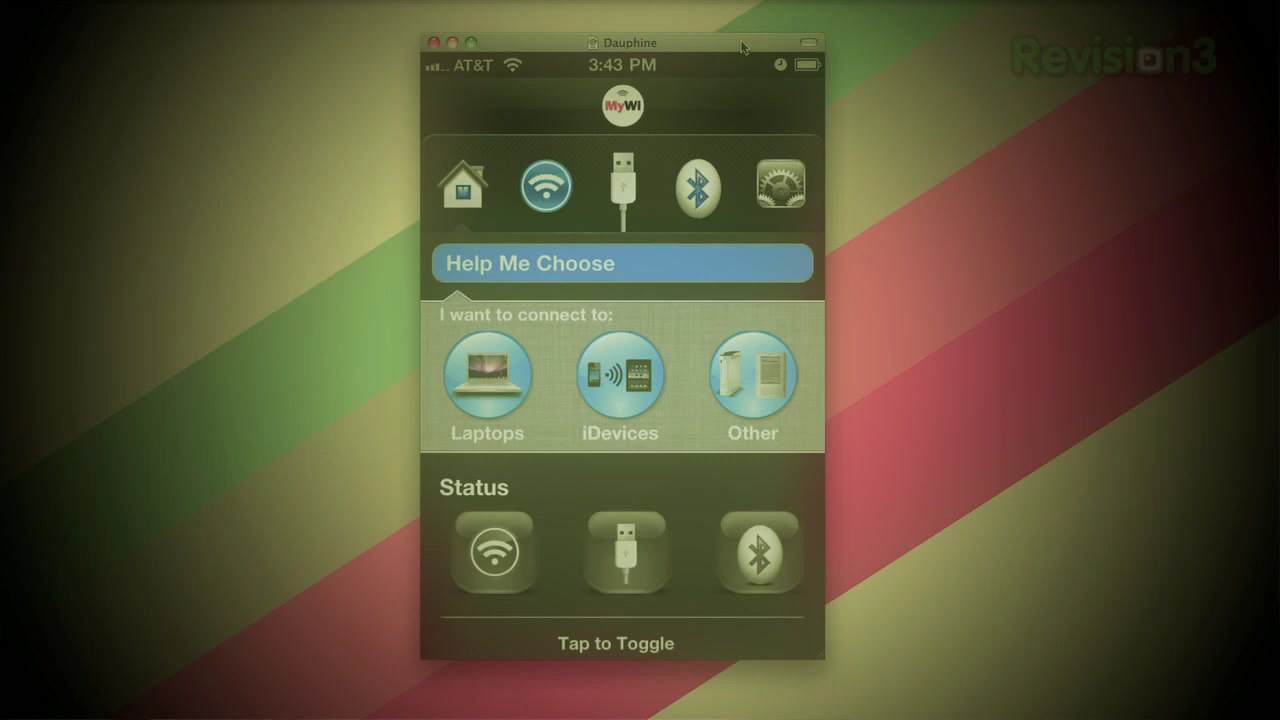 Dauphine
Revision3
AT&T 3:43 PM
MyWi
Help Me Choose
I want to connect to:
Laptops iDevices Other
Status
Tap to Toggle